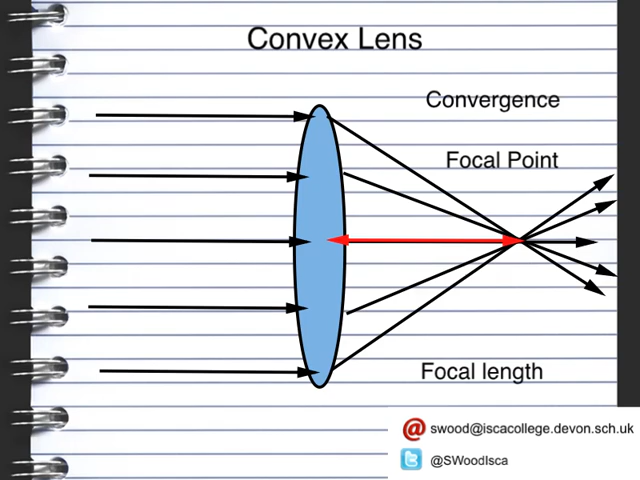 Convex Lens
Convergence
Focal Point
Focal length
@ swood@iscacollege.devon.sch.uk
@SWoodIsca